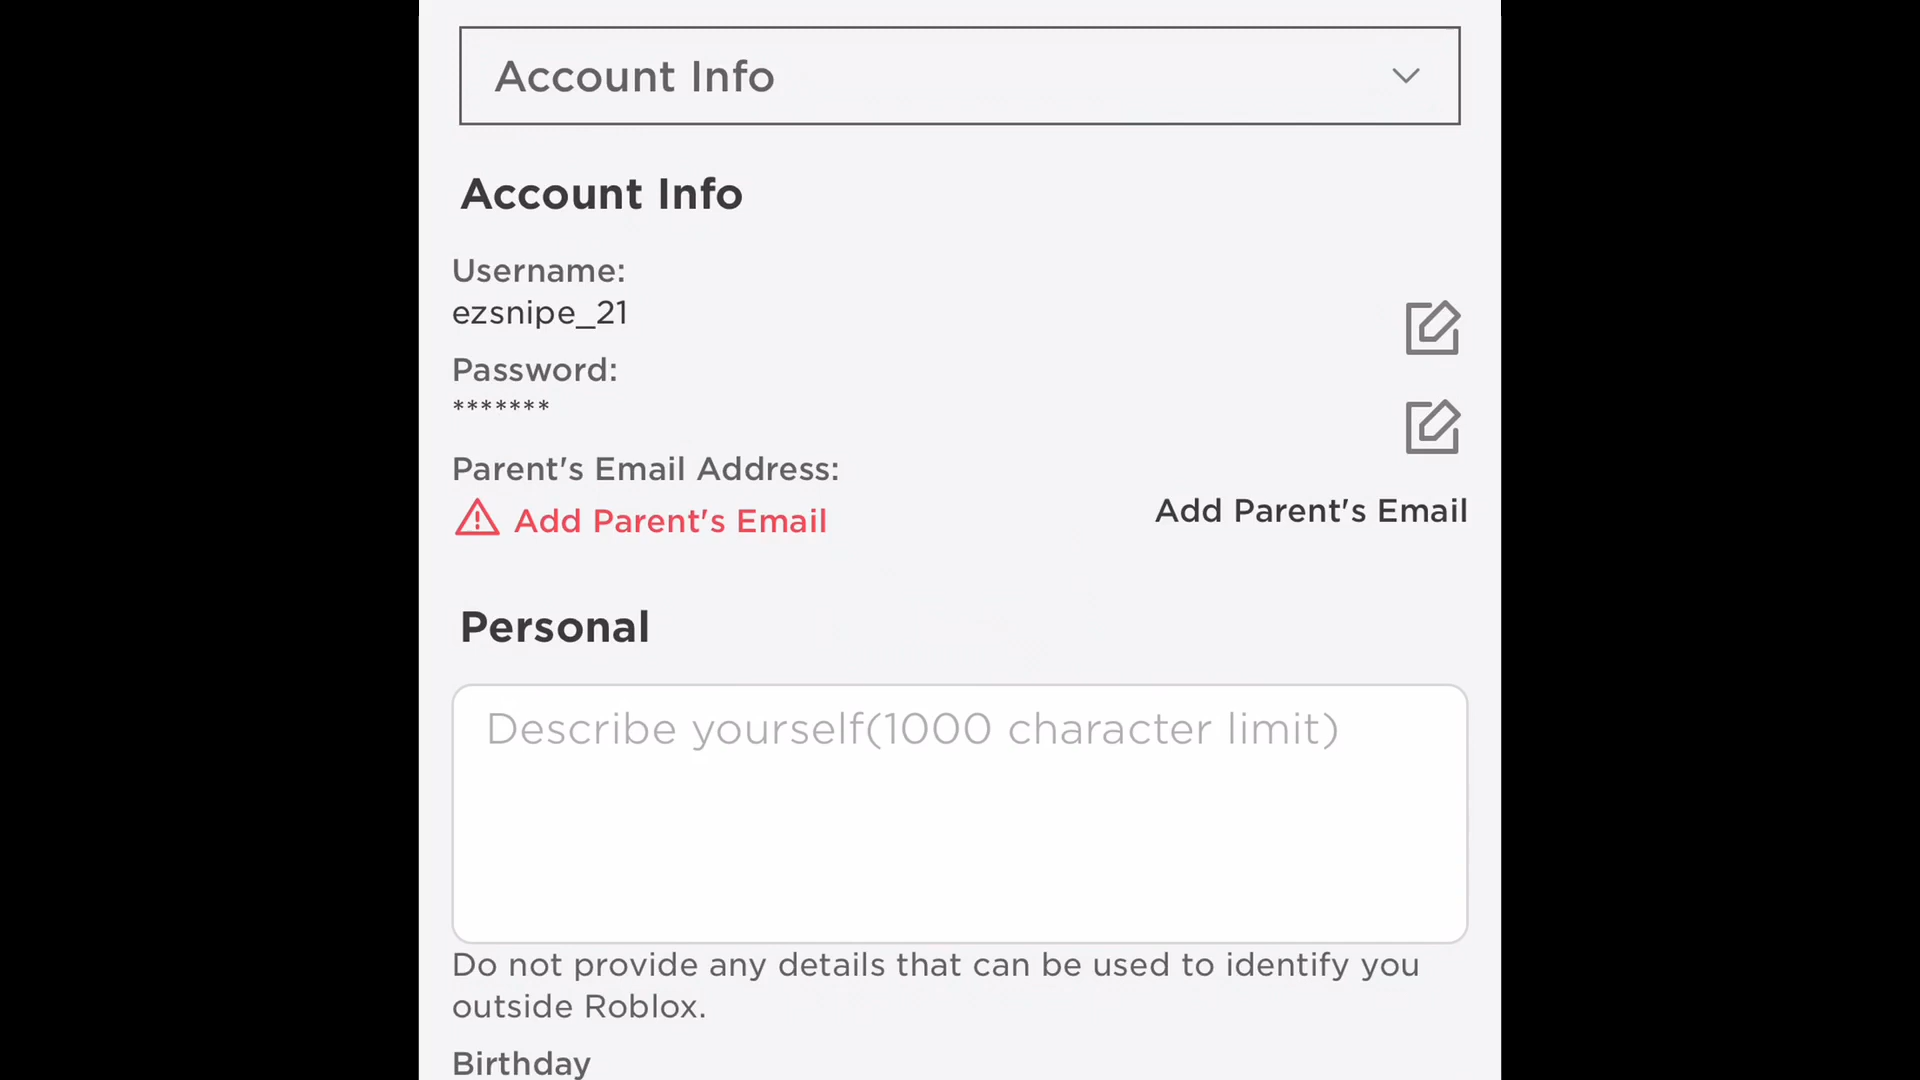 Account Info
Account Info
Username:
ezsnipe_21
Password:
*******
Parent's Email Address:
Add Parent's Email
Add Parent's Email
Personal
Describe yourself(1000 character limit)
Do not provide any details that can be used to identify you
outside Roblox.
Birthday